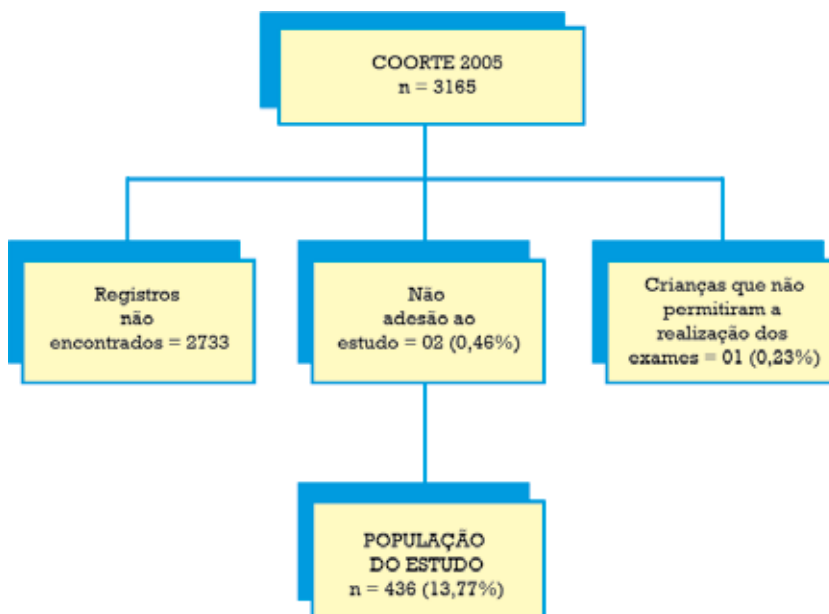 COORTE 2005
n = 3165
Registros
não
encontrados = 2733
Não
adesão ao
estudo = 02 (0,46%)
Crianças que não
permitiram a
realização dos
exames = 01 (0,23%)
POPULAÇÃO
DO ESTUDO
n = 436 (13,77%)